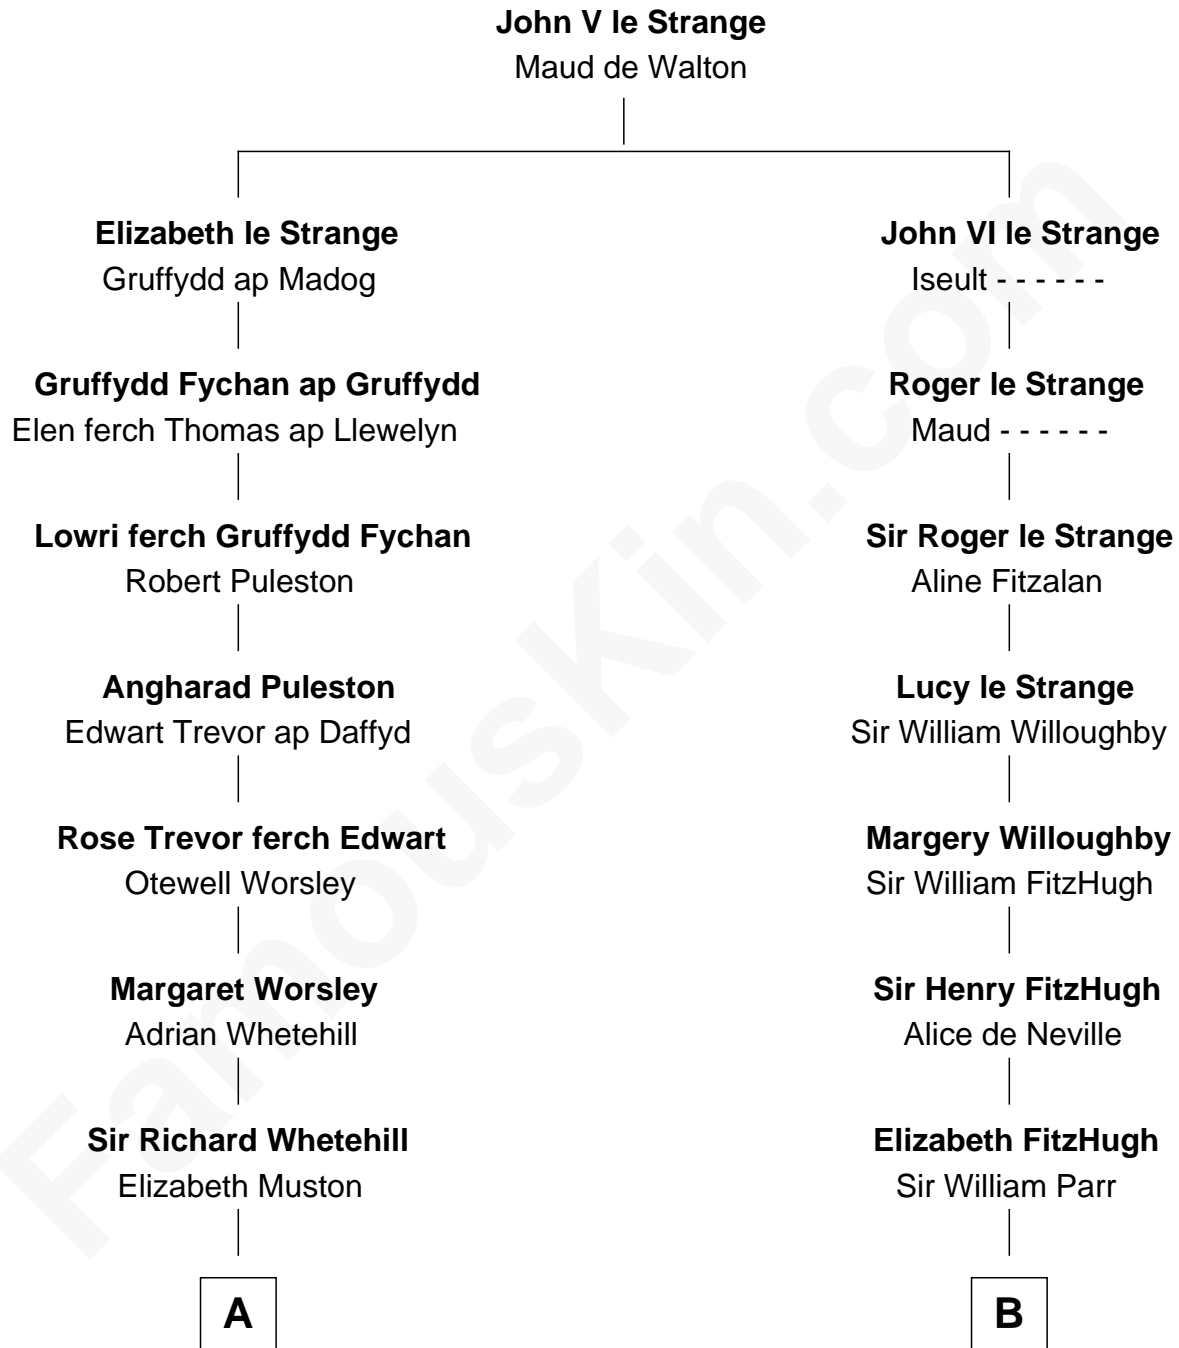 John V le Strange
Maud de Walton
Elizabeth le Strange
Gruffydd ap Madog
John VI le Strange
Iseult - - - - - -
Gruffydd Fychan ap Gruffydd
Elen ferch Thomas ap Llewelyn
Roger le Strange
Maud - - - - - -
Lowri ferch Gruffydd Fychan
Robert Puleston
Sir Roger le Strange
Aline Fitzalan
Angharad Puleston
Edwart Trevor ap Daffyd
Lucy le Strange
Sir William Willoughby
Rose Trevor ferch Edwart
Otewell Worsley
Margery Willoughby
Sir William FitzHugh
Margaret Worsley
Adrian Whetehill
Sir Henry FitzHugh
Alice de Neville
Sir Richard Whetehill
Elizabeth Muston
Elizabeth FitzHugh
Sir William Parr
A
B
FamousKin.com